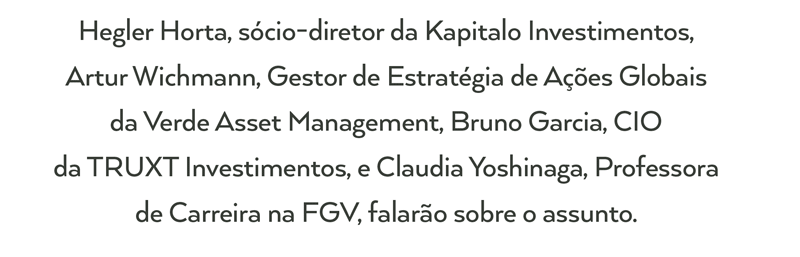 Hegler Horta, sócio-diretor da Kapitalo Investimentos,
Artur Wichmann, Gestor de Estratégia de Ações Globais
da Verde Asset Management, Bruno Garcia, CIO
da TRUXT Investimentos, e Claudia Yoshinaga, Professora
de Carreira na FGV, falarão sobre o assunto.